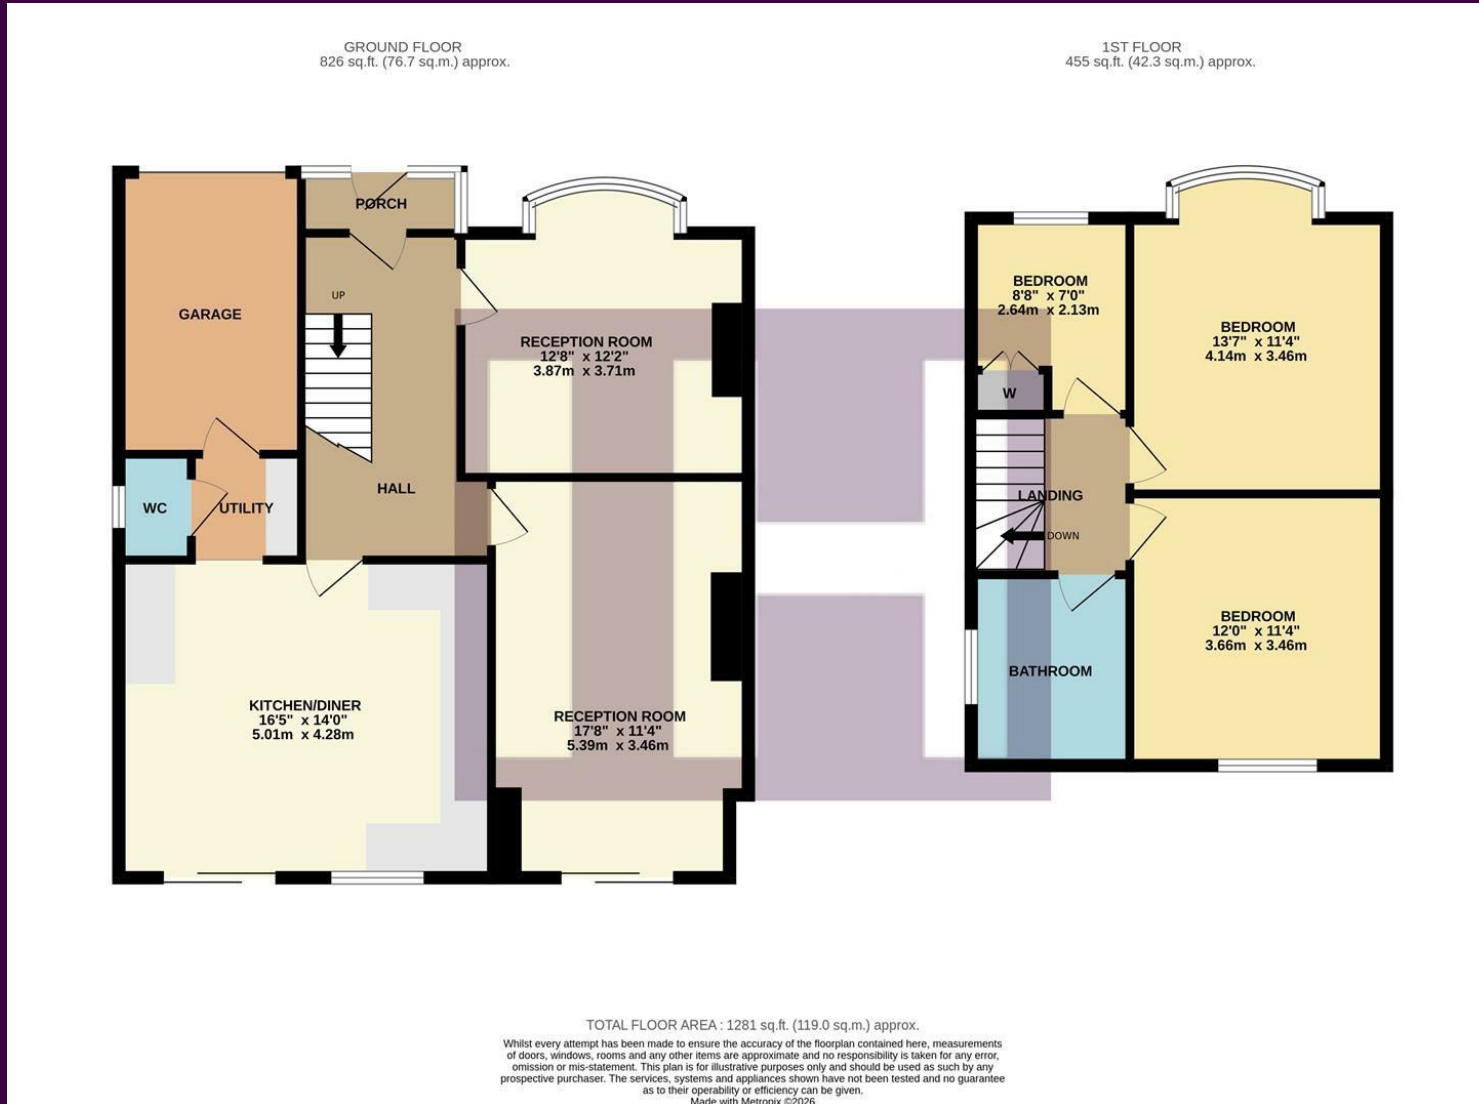 GROUND FLOOR
826 sq.ft. (76.7 sq.m.) approx.
1ST FLOOR
455 sq.ft. (42.3 sq.m.) approx.
PORCH
UP
GARAGE
RECEPTION ROOM
12'8" x 12'2"
3.87m x 3.71m
HALL
WC
UTILITY
KITCHEN/DINER
16'5" x 14'0"
5.01m x 4.28m
RECEPTION ROOM
17'8" x 11'4"
5.39m x 3.46m
BEDROOM
8'8" x 7'0"
2.64m x 2.13m
BEDROOM
13'7" x 11'4"
4.14m x 3.46m
W
LANDING
DOWN
BEDROOM
12'0" x 11'4"
3.66m x 3.46m
BATHROOM
TOTAL FLOOR AREA : 1281 sq.ft. (119.0 sq.m.) approx.
Whilst every attempt has been made to ensure the accuracy of the floorplan contained here, measurements
of doors, windows, rooms and any other items are approximate and no responsibility is taken for any error,
omission or mis-statement. This plan is for illustrative purposes only and should be used as such by any
prospective purchaser. The services, systems and appliances shown have not been tested and no guarantee
as to their operability or efficiency can be given.
Made with Metropix ©2026